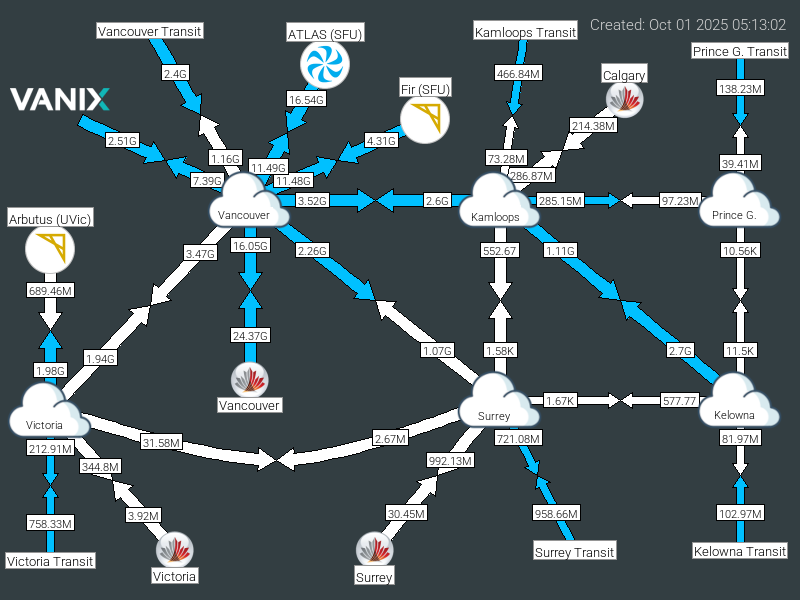 Created: Oct 01 2025 05:13:02
Vancouver Transit
ATLAS (SFU)
Kamloops Transit
Prince G. Transit
2.4G
466.84M
Calgary
138.23M
VANIX
16.54G
Fir (SFU)
2.51G
4.31G
214.38M
1.16G
73.28M
39.41M
11.49G
7.39G
11.48G
286.87M
3.52G
2.6G
285.15M
97.23M
Vancouver
Kamloops
Prince G.
Arbutus (UVic)
16.05G
3.47G
2.26G
552.67
1.11G
10.56K
689.46M
24.37G
1.94G
1.07G
1.58K
2.7G
11.5K
1.98G
Vancouver
1.67K
577.77
Victoria
Surrey
Kelowna
31.58M
2.67M
721.08M
81.97M
212.91M
344.8M
992.13M
758.33M
3.92M
30.45M
958.66M
102.97M
Victoria Transit
Victoria
Surrey
Surrey Transit
Kelowna Transit